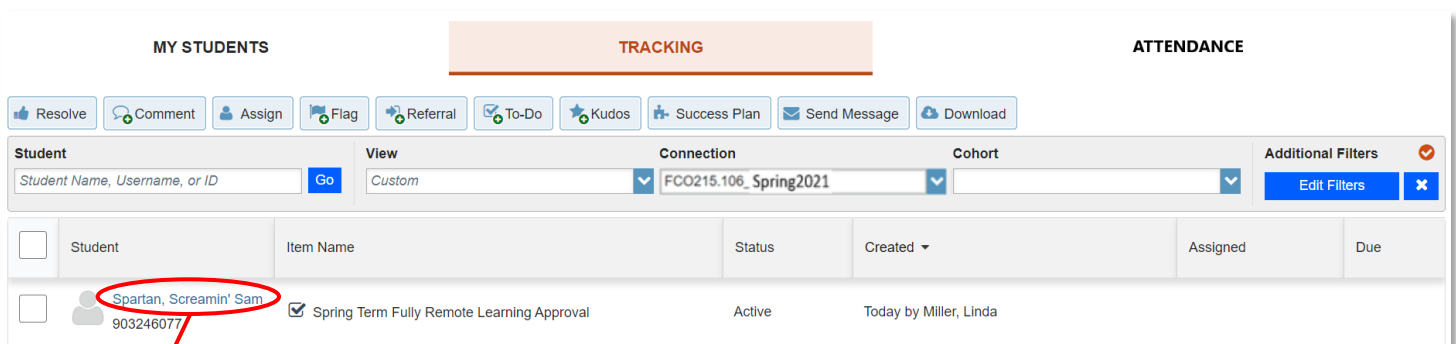 MY STUDENTS TRACKING ATTENDANCE
Resolve Comment Assign Flag Referral To-Do Kudos Success Plan Send Message Download
Student View Connection Cohort Additional Filters
Student Name, Username, or ID Go Custom FCO215.106_ Spring2021 Edit Filters
Student Item Name Status Created Assigned Due
Spartan, Screamin' Sam
903246077 Spring Term Fully Remote Learning Approval Active Today by Miller, Linda